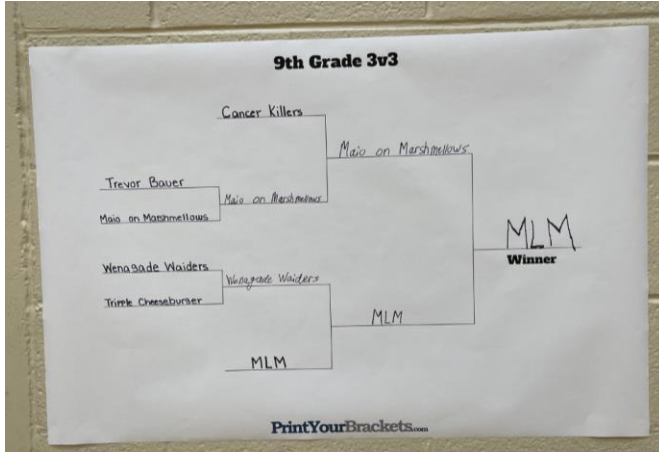 9th Grade 3v3
Cancer Killers
Maio on Marshmellows
Trevor Bauer
Maio on Marshmellows
Maio on Marshmellows
MLM
Winner
Wenagade Waiders
Wenagade Waiders
Tripple Cheeseburger
MLM
MLM
PrintYourBrackets.com